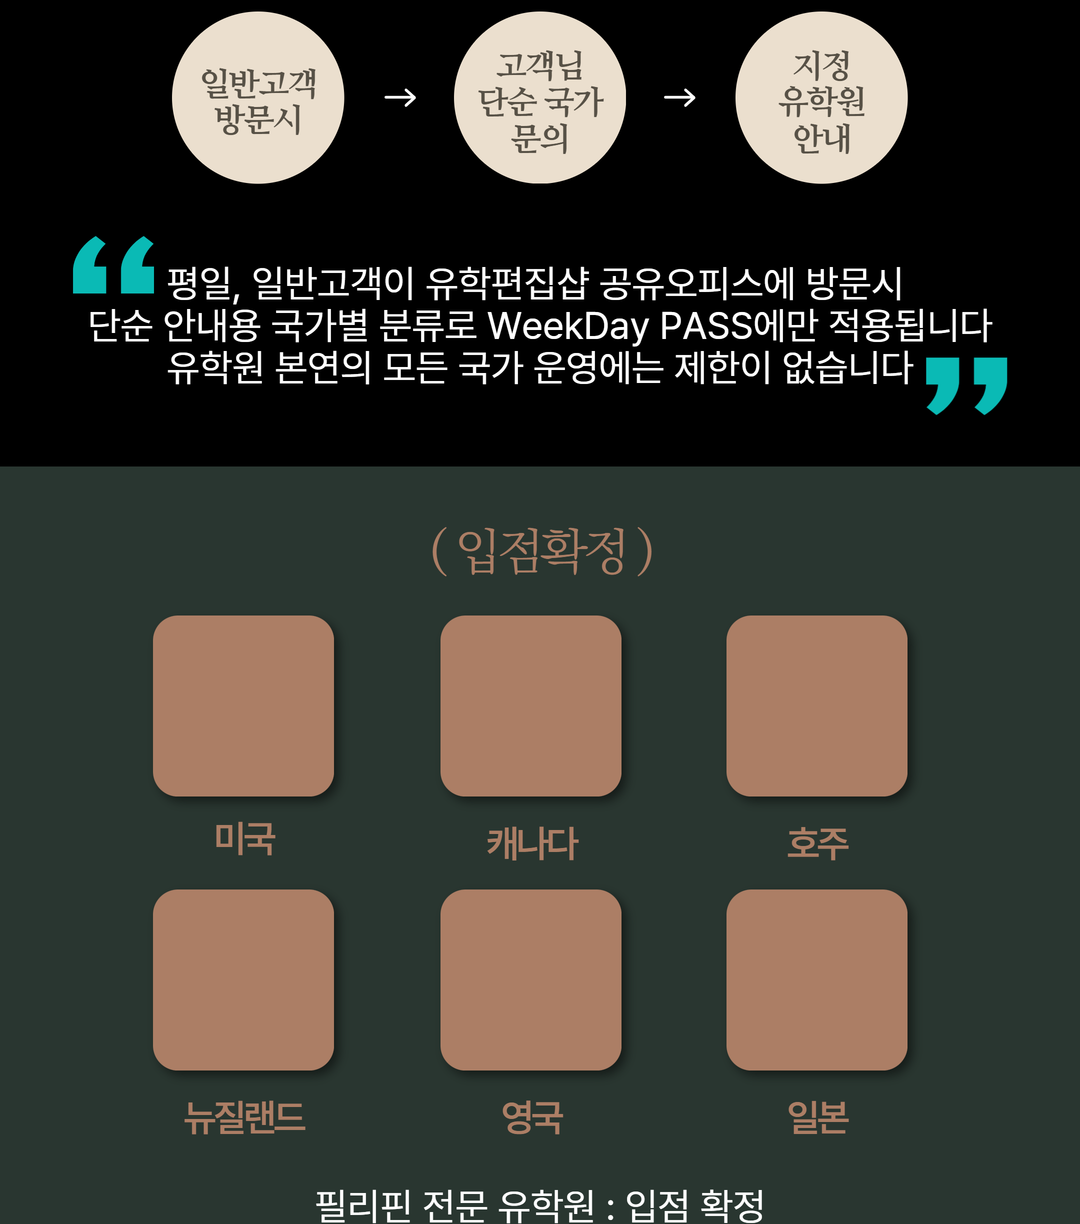 일반고객
방문시
→
고객님
단순 국가
문의
→
지정
유학원
안내
“평일, 일반고객이 유학편집샵 공유오피스에 방문시
단순 안내용 국가별 분류로 WeekDay PASS에만 적용됩니다
유학원 본연의 모든 국가 운영에는 제한이 없습니다”
( 입점확정 )
미국
캐나다
호주
뉴질랜드
영국
일본
필리핀 전문 유학원 : 입점 확정